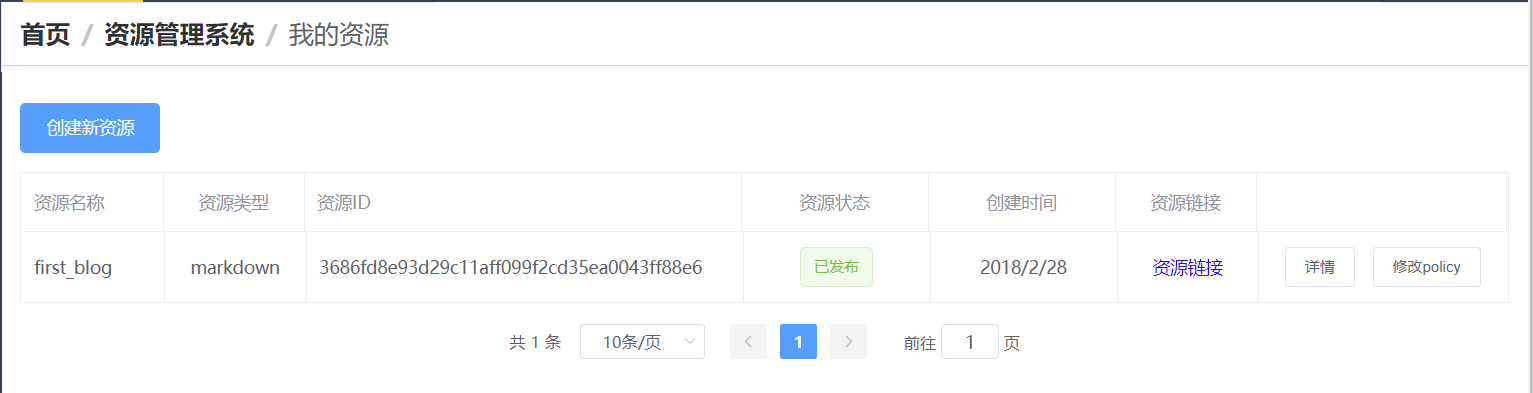 首页 / 资源管理系统 / 我的资源
创建新资源
资源名称 资源类型 资源ID 资源状态 创建时间 资源链接
first_blog markdown 3686fd8e93d29c11aff099f2cd35ea0043ff88e6 已发布 2018/2/28 资源链接 详情 修改policy
共 1 条 10条/页 1 前往 1 页